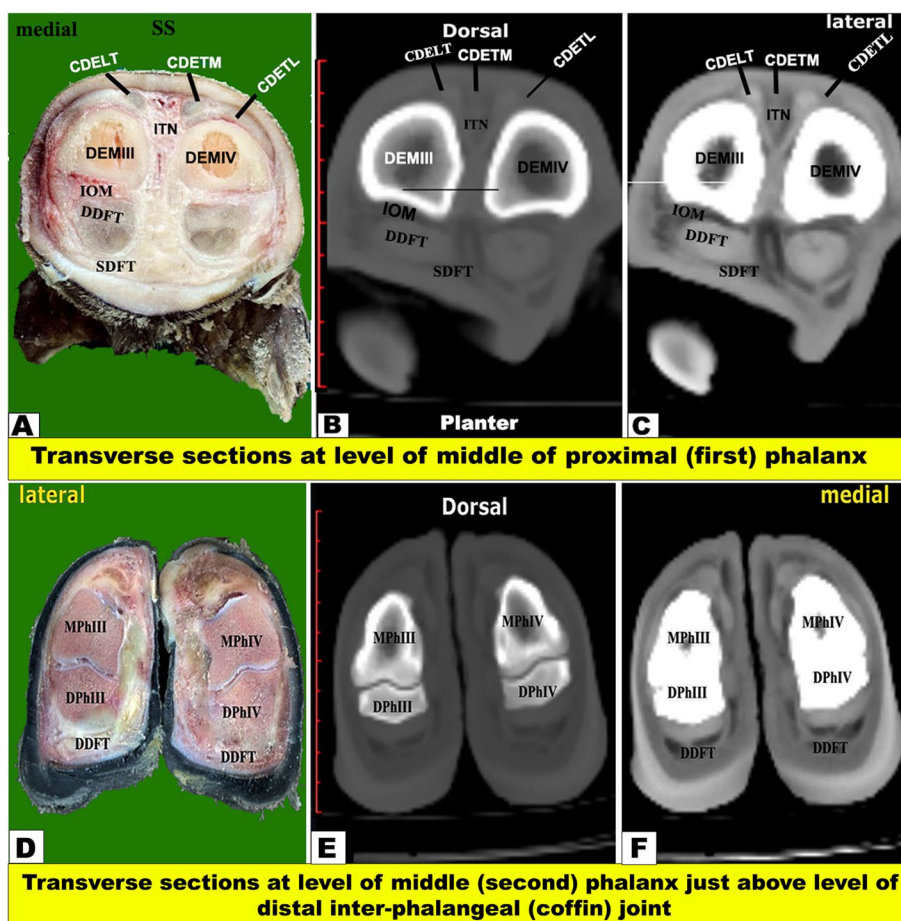 medial SS
CDELT CDETM CDETL
ITN
DEMIII DEMIV
IOM
DDFT
SDFT
A
Dorsal
CDELT CDETM CDETL
ITN
DEMIII DEMIV
IOM
DDFT
SDFT
B Planter
lateral
CDELT CDETM CDETL
ITN
DEMIII DEMIV
IOM
DDFT
SDFT
C
Transverse sections at level of middle of proximal (first) phalanx
lateral
MPhIII MPhIV
DPhIII DPhIV
DDFT DDFT
D
Dorsal
MPhIII MPhIV
DPhIII DPhIV
E
medial
MPhIII MPhIV
DPhIII DPhIV
DDFT DDFT
F
Transverse sections at level of middle (second) phalanx just above level of
distal inter-phalangeal (coffin) joint